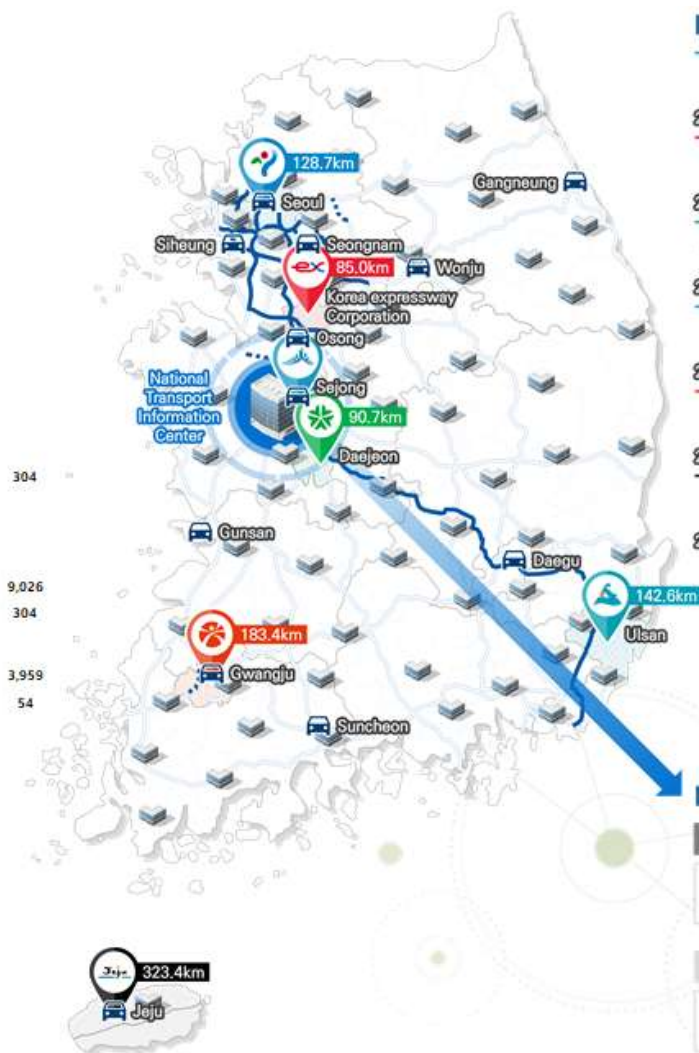 128.7km
Gangneung
Seoul
Siheung
Seongnam
ex
85.0km
Wonju
Korea expressway
Corporation
Osong
National
Transport
Information
Center
Sejong
90.7km
Daejeon
304
Gunsan
Daegu
9,026
142.6km
304
183.4km
Ulsan
Gwangju
3,959
54
Suncheon
Jeju
323.4km
Jeju